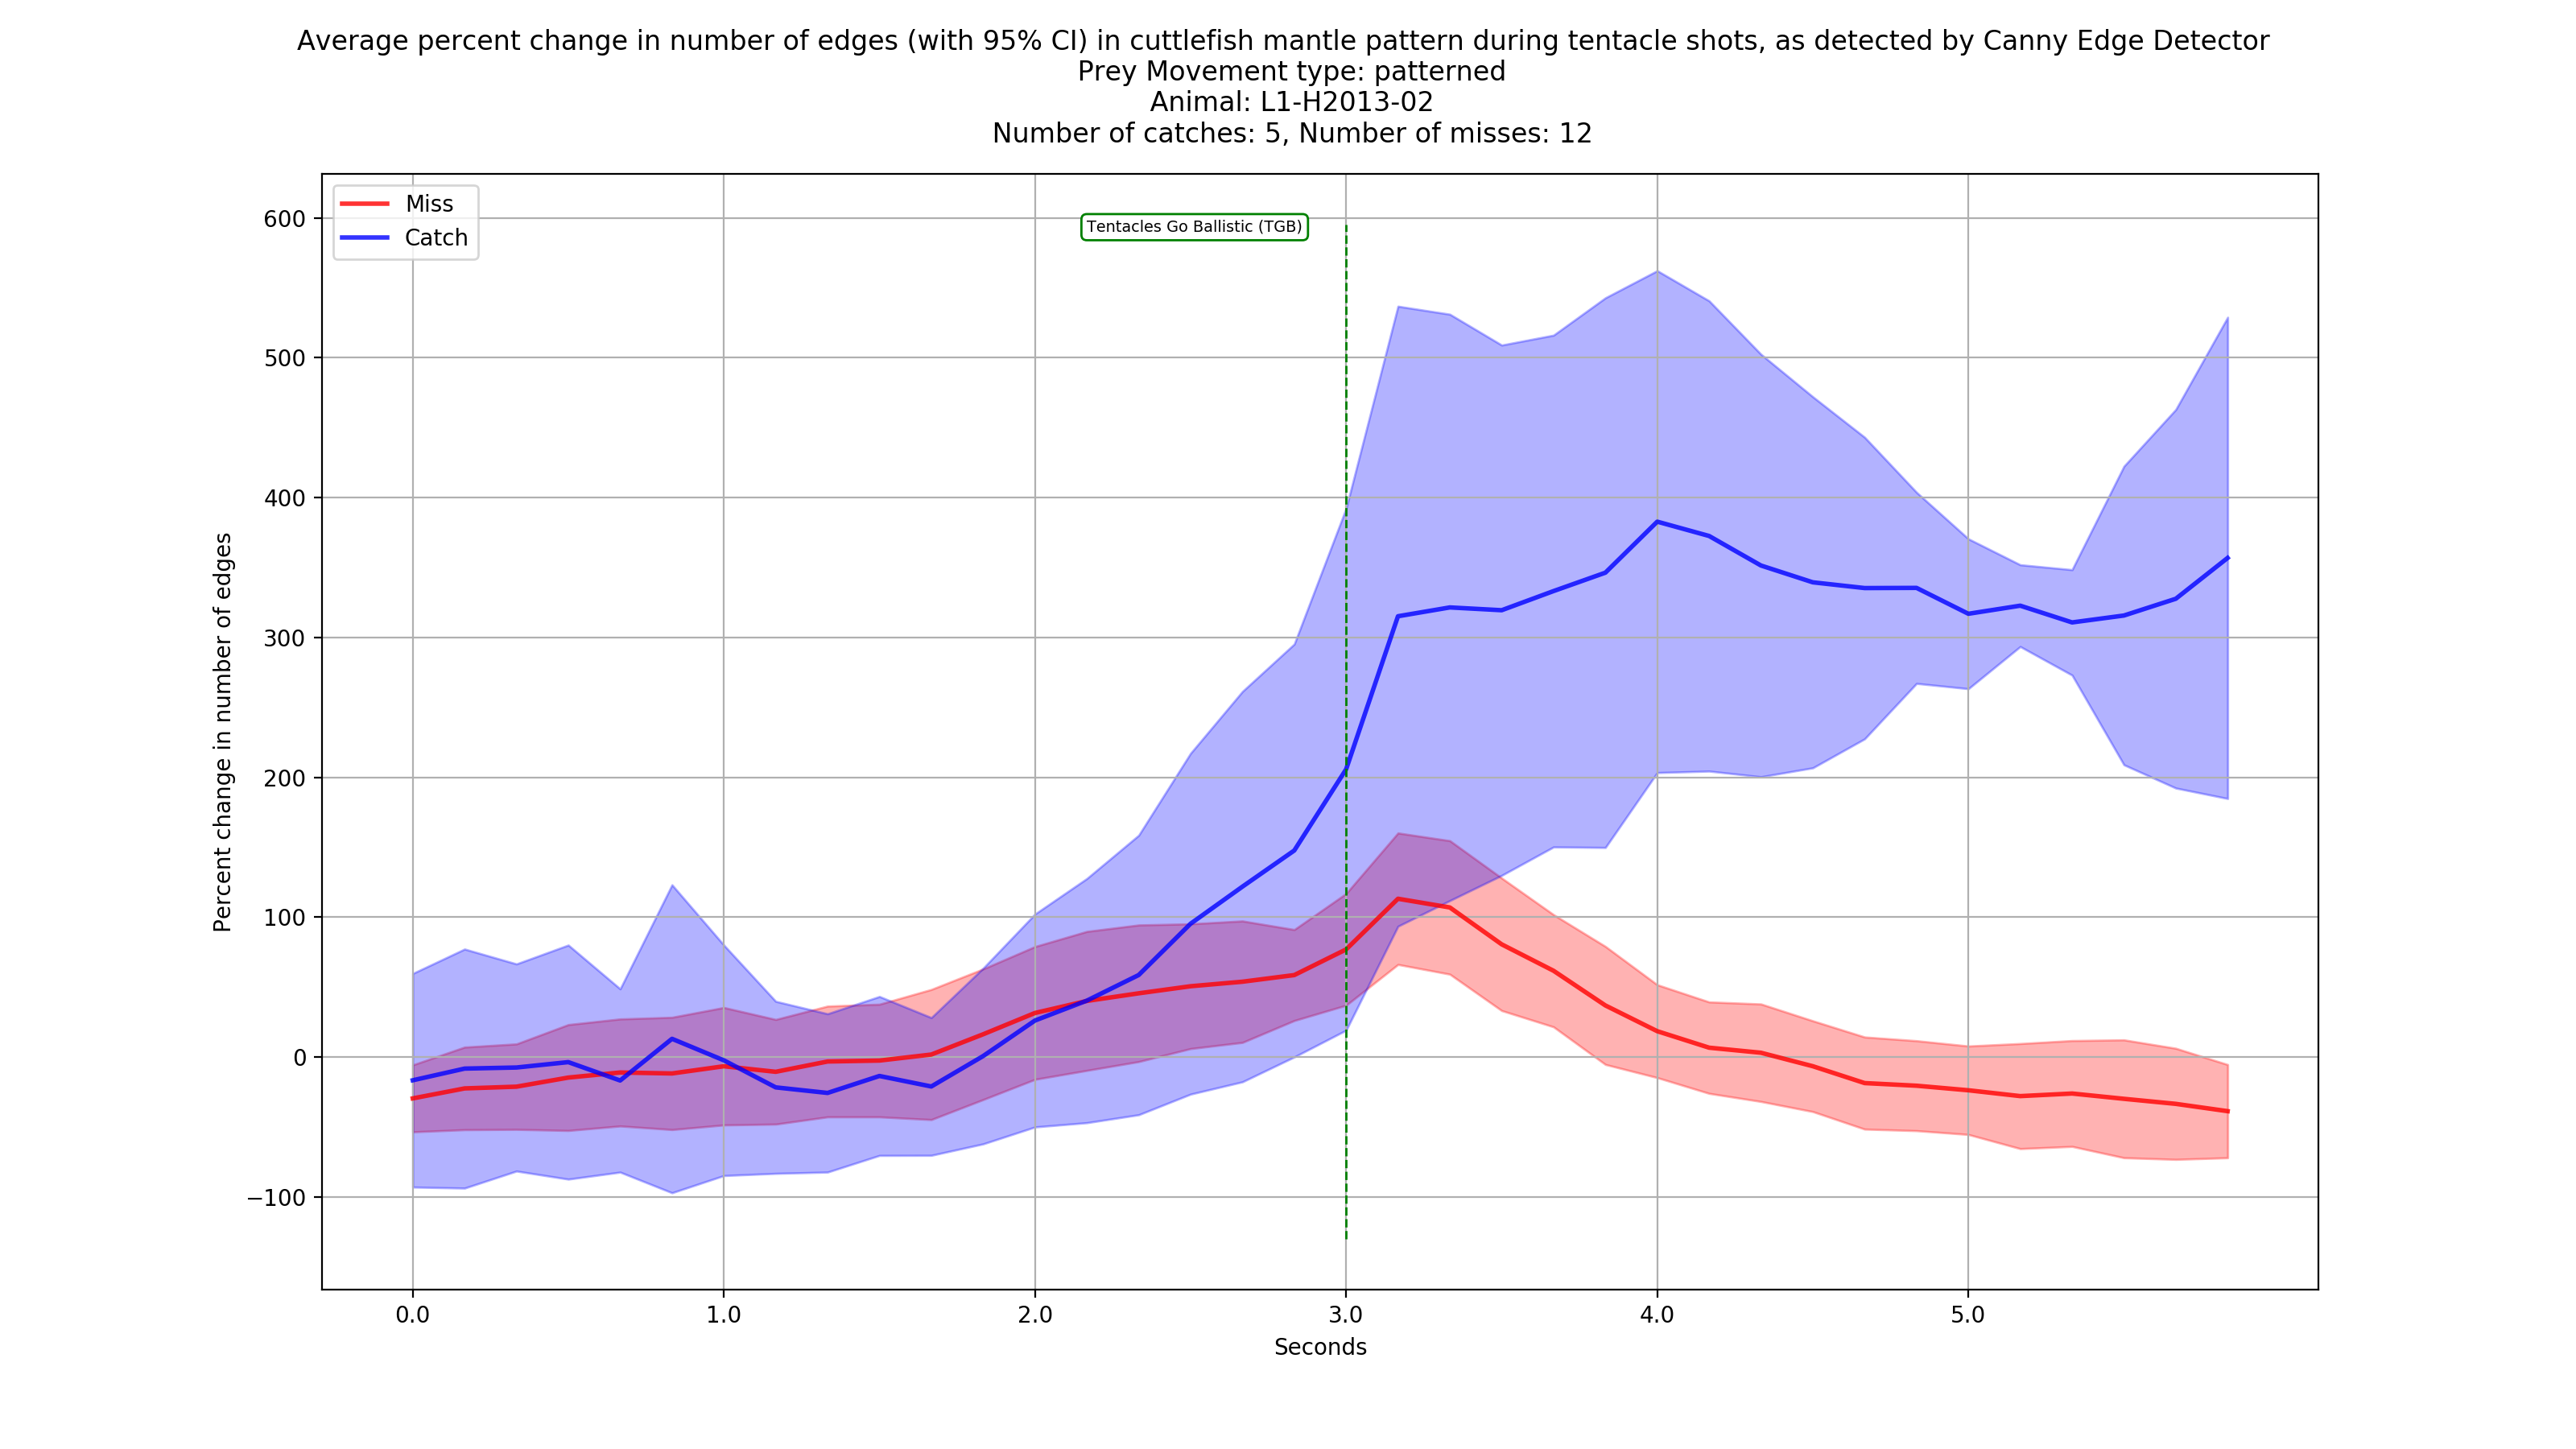 Average percent change in number of edges (with 95% CI) in cuttlefish mantle pattern during tentacle shots, as detected by Canny Edge Detector
Prey Movement type: patterned
Animal: L1-H2013-02
Number of catches: 5, Number of misses: 12
Miss
Catch
Tentacles Go Ballistic (TGB)
600
500
400
300
200
100
0
−100
Percent change in number of edges
0.0 1.0 2.0 3.0 4.0 5.0
Seconds